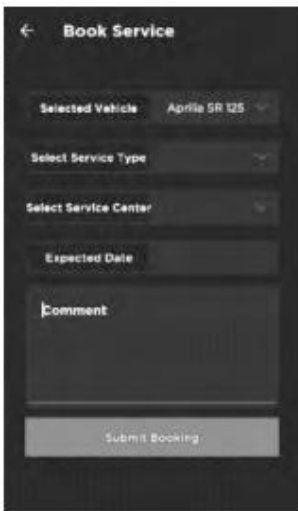 Book Service
Selected Vehicle Aprilia SR 125
Select Service Type
Select Service Center
Expected Date
Comment
Submit Booking